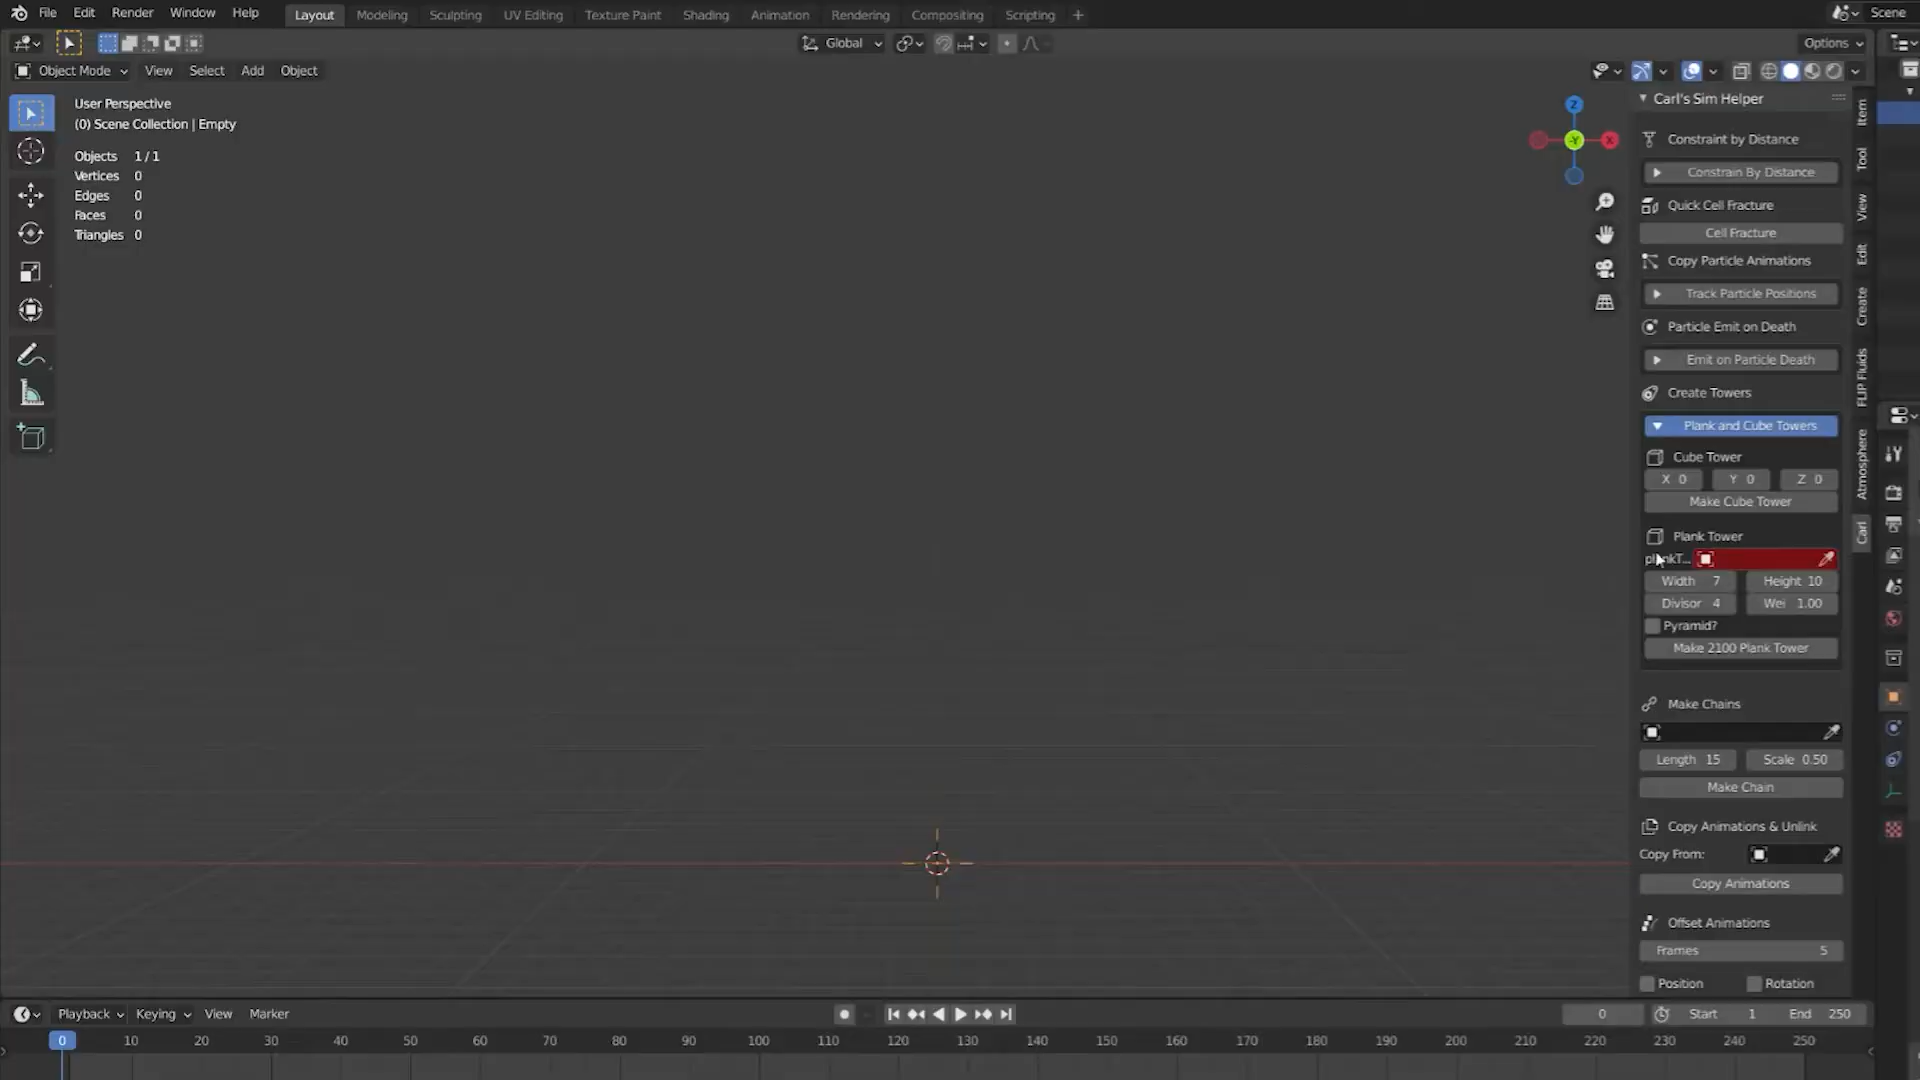 File Edit Render Window Help
Layout Modeling Sculpting UV Editing Texture Paint Shading Animation Rendering Compositing Scripting +
Scene
Global
Options
Object Mode View Select Add Object
User Perspective
(0) Scene Collection | Empty
Objects 1/1
Vertices 0
Edges 0
Faces 0
Triangles 0
Z
-Y
X
Carl's Sim Helper
Constraint by Distance
Constrain By Distance
Quick Cell Fracture
Cell Fracture
Copy Particle Animations
Track Particle Positions
Particle Emit on Death
Emit on Particle Death
Create Towers
Plank and Cube Towers
Cube Tower
X 0 Y 0 Z 0
Make Cube Tower
Plank Tower
Width 7 Height 10
Divisor 4 Wei 1.00
Pyramid?
Make 2100 Plank Tower
Make Chains
Length 15 Scale 0.50
Make Chain
Copy Animations & Unlink
Copy From:
Copy Animations
Offset Animations
Frames 5
Position Rotation
Item
Tool
View
Edit
Create
FLIP Fluids
Atmosphere
Carl
Playback Keying View Marker
0 Start 1 End 250
0 10 20 30 40 50 60 70 80 90 100 110 120 130 140 150 160 170 180 190 200 210 220 230 240 250